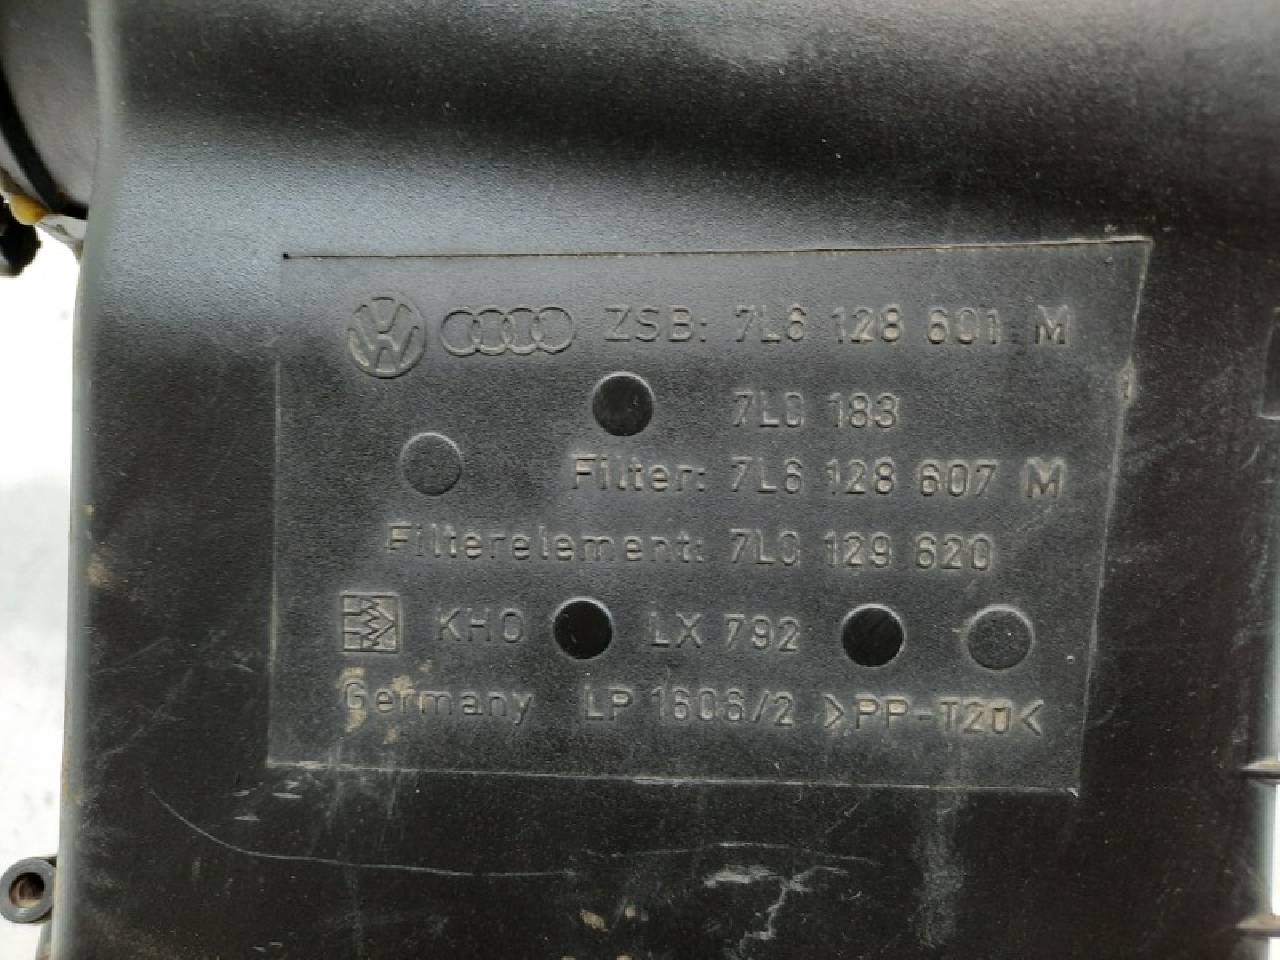 ZSB: 7L6 128 601 M
7L0 183
Filter: 7L6 128 607 M
Filterelement: 7L0 129 620
KHO LX 792
Germany LP 1606/2 >PP-T20<